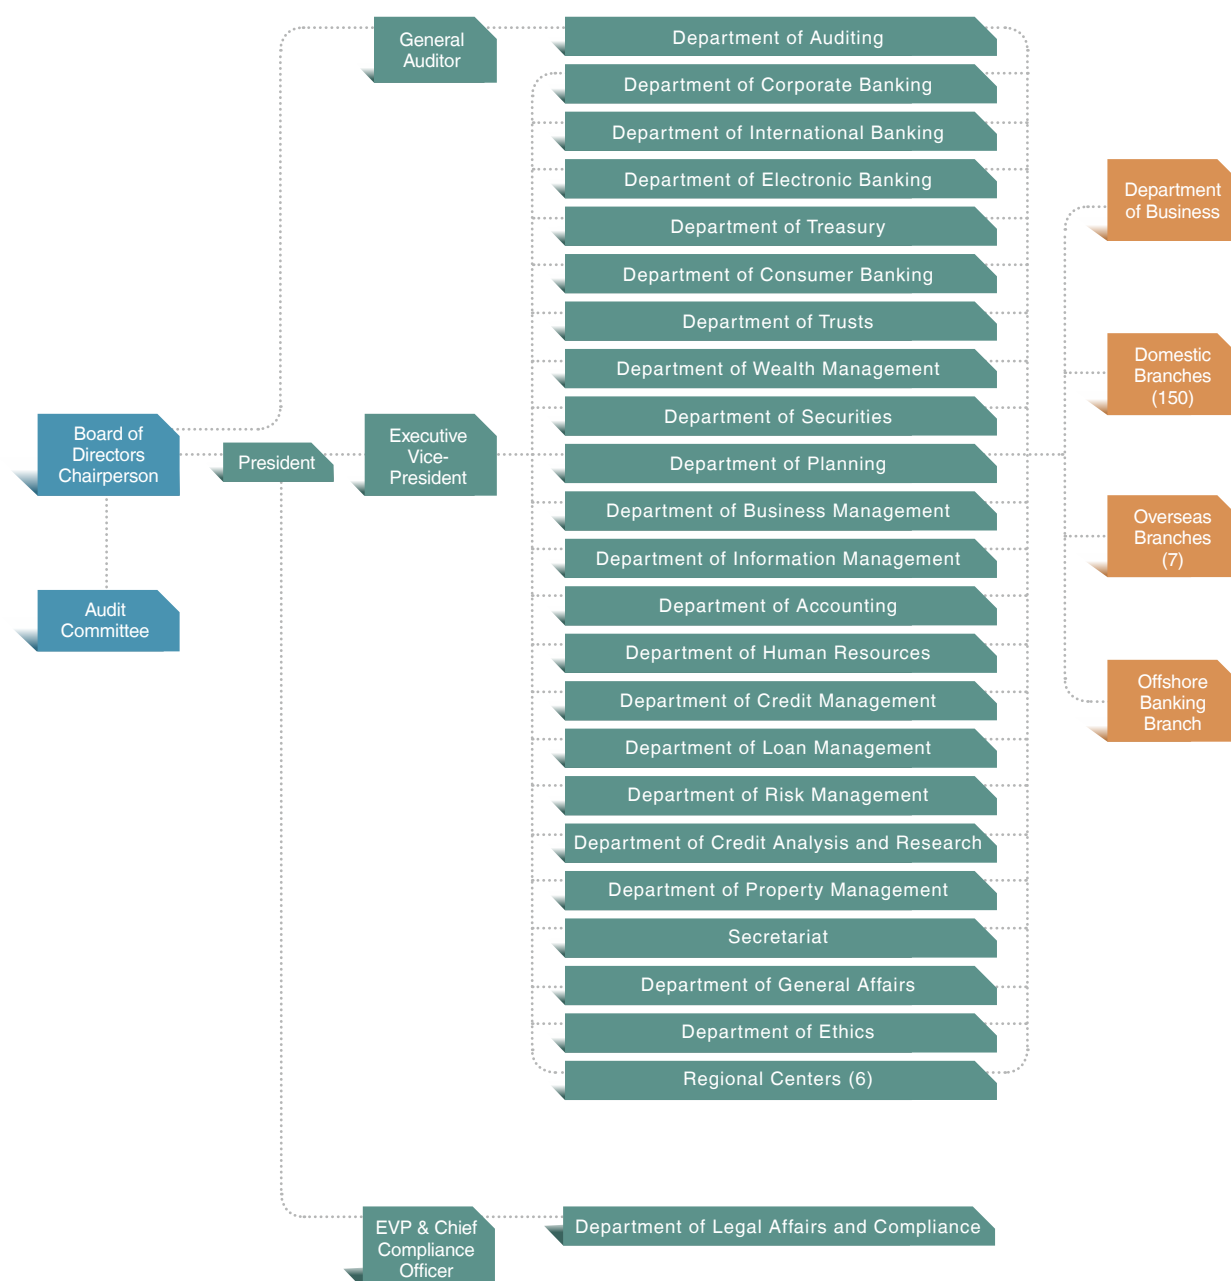 General
Auditor
Department of Auditing
Department of Corporate Banking
Department of International Banking
Department of Electronic Banking
Department of Treasury
Department of Consumer Banking
Department of Trusts
Department of Wealth Management
Department of Securities
Department of Planning
Department of Business Management
Department of Information Management
Department of Accounting
Department of Human Resources
Department of Credit Management
Department of Loan Management
Department of Risk Management
Department of Credit Analysis and Research
Department of Property Management
Secretariat
Department of General Affairs
Department of Ethics
Regional Centers (6)
Board of
Directors
Chairperson
President
Executive
Vice-
President
Audit
Committee
Department
of Business
Domestic
Branches
(150)
Overseas
Branches
(7)
Offshore
Banking
Branch
EVP & Chief
Compliance
Officer
Department of Legal Affairs and Compliance